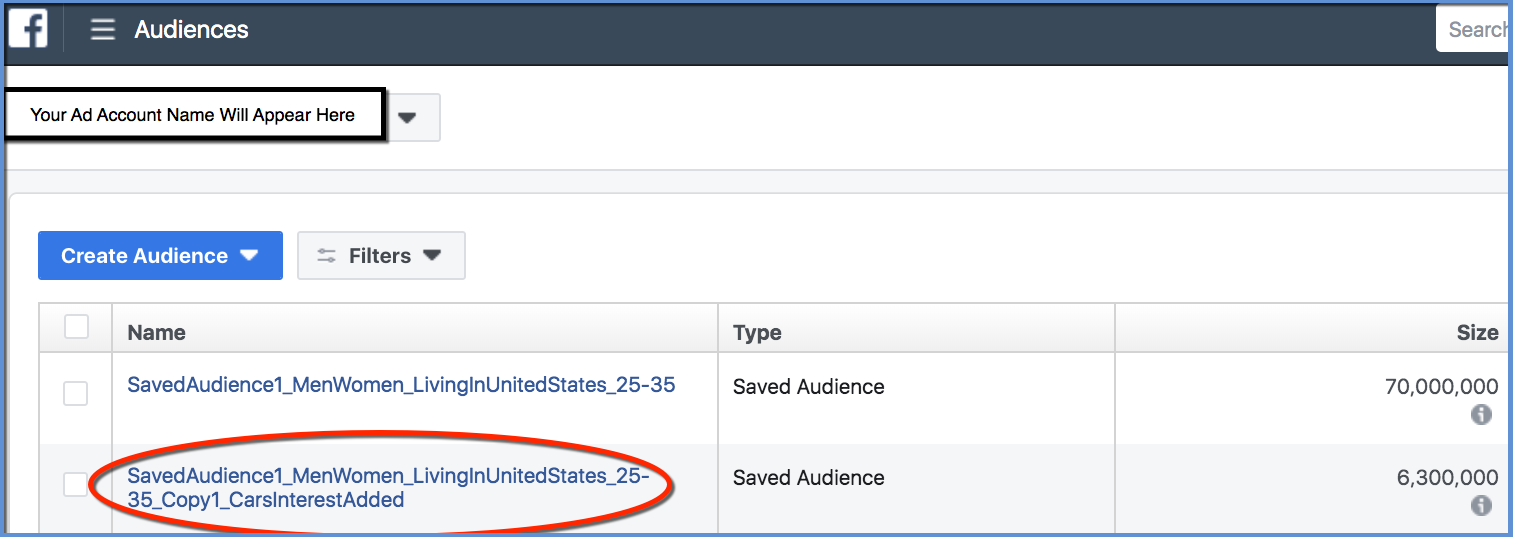 f
Audiences
Search
Your Ad Account Name Will Appear Here
Create Audience
Filters
Name
Type
Size
SavedAudience1_MenWomen_LivingInUnitedStates_25-35
Saved Audience
70,000,000
SavedAudience1_MenWomen_LivingInUnitedStates_25-
35_Copy1_CarsInterestAdded
Saved Audience
6,300,000